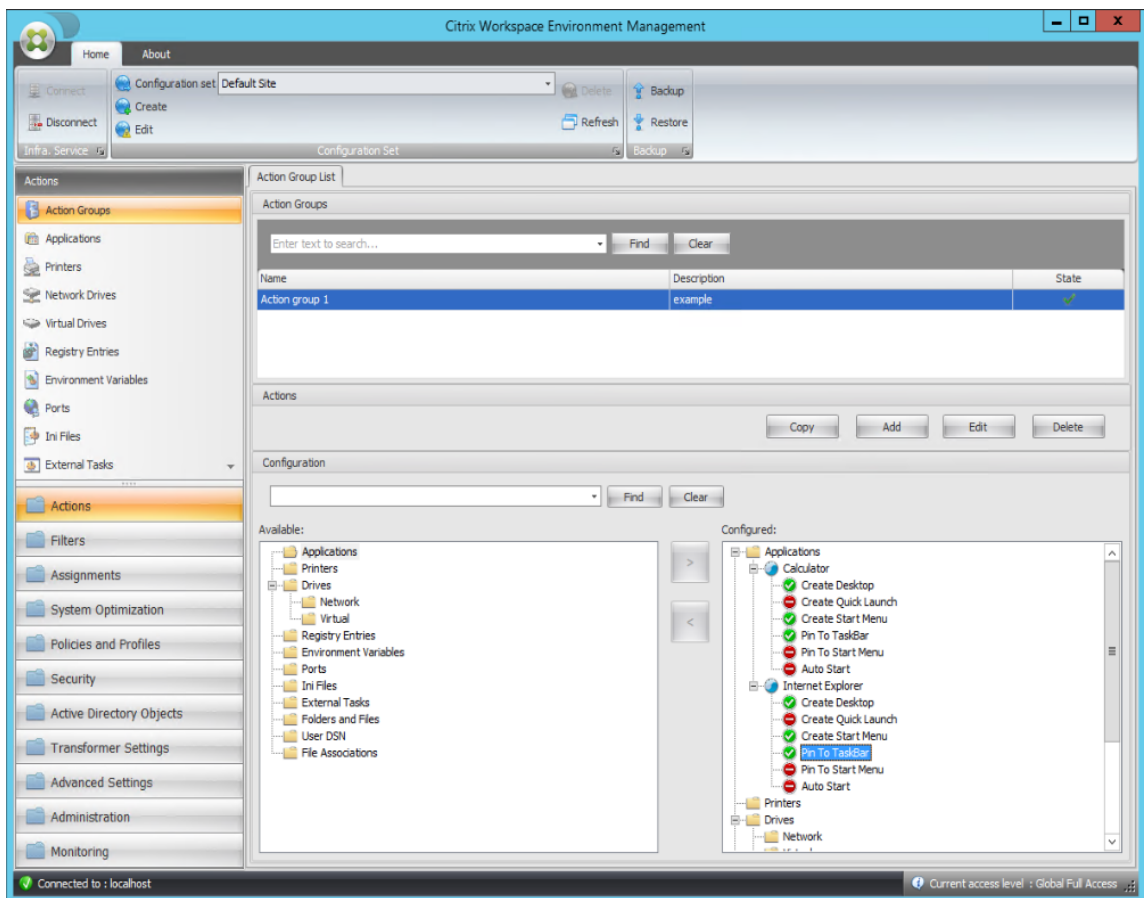 Citrix Workspace Environment Management
Home About
Connect
Disconnect
Infra. Service
Configuration set Default Site
Create
Edit
Delete
Refresh
Configuration Set
Backup
Restore
Backup
Actions
Action Groups
Applications
Printers
Network Drives
Virtual Drives
Registry Entries
Environment Variables
Ports
Ini Files
External Tasks
Actions
Filters
Assignments
System Optimization
Policies and Profiles
Security
Active Directory Objects
Transformer Settings
Advanced Settings
Administration
Monitoring
Action Group List
Action Groups
Enter text to search...
Find Clear
Name Description State
Action group 1 example
Actions
Copy Add Edit Delete
Configuration
Find Clear
Available:
Applications
Printers
Drives
Network
Virtual
Registry Entries
Environment Variables
Ports
Ini Files
External Tasks
Folders and Files
User DSN
File Associations
>
<
Configured:
Applications
Calculator
Create Desktop
Create Quick Launch
Create Start Menu
Pin To TaskBar
Pin To Start Menu
Auto Start
Internet Explorer
Create Desktop
Create Quick Launch
Create Start Menu
Pin To TaskBar
Pin To Start Menu
Auto Start
Printers
Drives
Network
Connected to : localhost
Current access level : Global Full Access